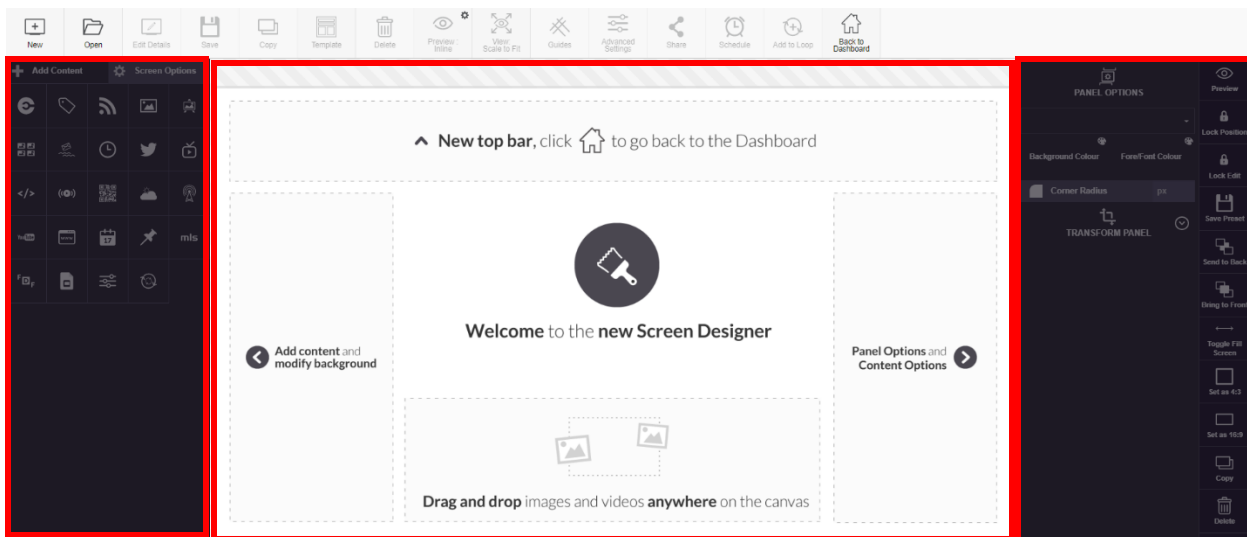 New
Open
Edit Details
Save
Copy
Template
Delete
Preview :
Inline
View:
Scale to Fit
Guides
Advanced
Settings
Share
Schedule
Add to Loop
Back to
Dashboard
Add Content
Screen Options
17
mls
New top bar, click to go back to the Dashboard
Welcome to the new Screen Designer
Add content and
modify background
Panel Options and
Content Options
Drag and drop images and videos anywhere on the canvas
PANEL OPTIONS
Background Colour
Fore/Font Colour
Corner Radius px
TRANSFORM PANEL
Preview
Lock Position
Lock Edit
Save Preset
Send to Back
Bring to Front
Toggle Fill
Screen
Set as 4:3
Set as 16:9
Copy
Delete